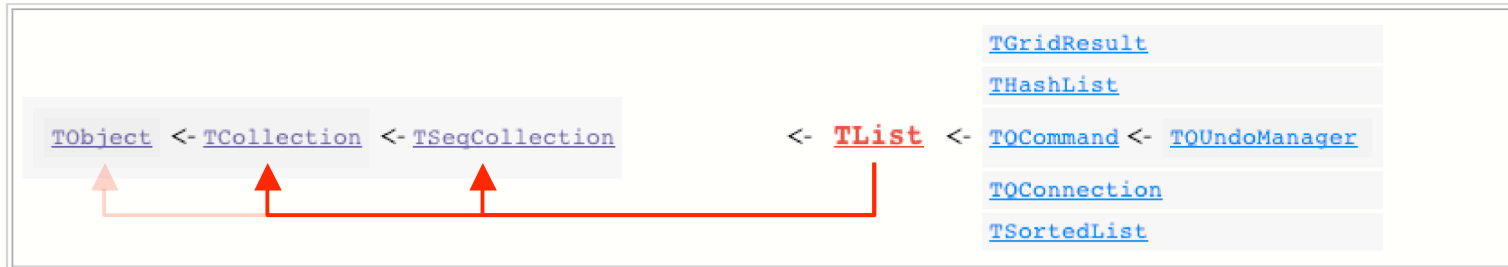 TGridResult
THashList
TObject <- TCollection <- TSeqCollection <- TList <- TQCommand <- TQUndoManager
TQConnection
TSortedList